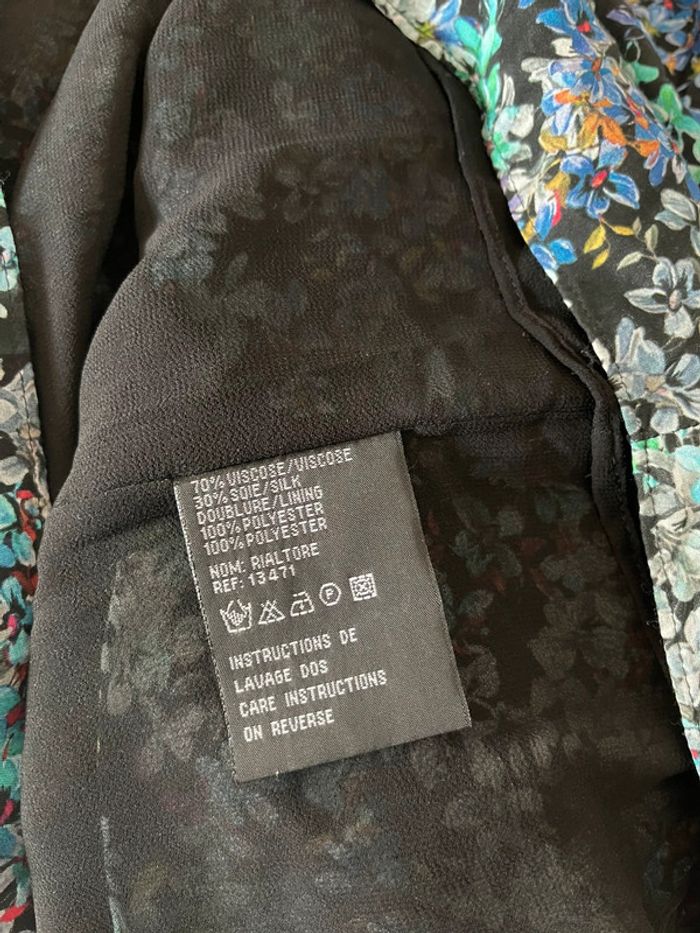 70% VISCOSE/VISCOSE
30% SOIE/SILK
DOUBLURE/LINING
100% POLYESTER
100% POLYESTER
NOM: RIALTORE
REF: 13471
P
INSTRUCTIONS DE
LAVAGE DOS
CARE INSTRUCTIONS
ON REVERSE